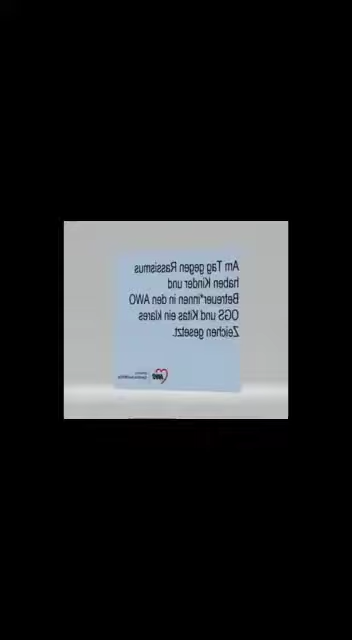 Am Tag gegen Rassismus
haben Kinder und
Betreuer*innen in den AWO
OGS und Kitas ein klares
Zeichen gesetzt.
AWO